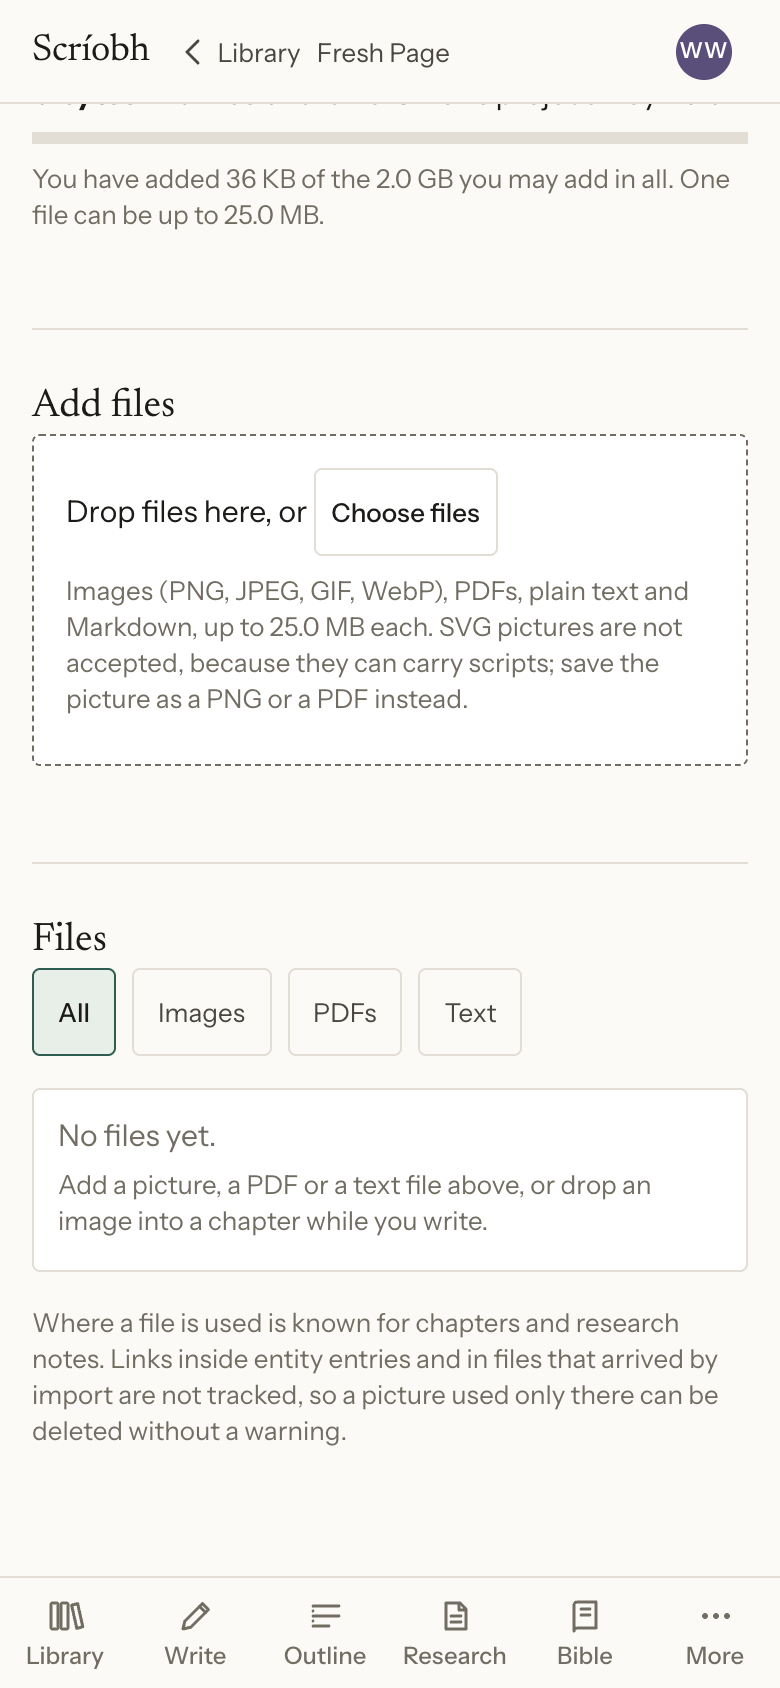 Scríobh
Library Fresh Page
WW
You have added 36 KB of the 2.0 GB you may add in all. One
file can be up to 25.0 MB.
Add files
Drop files here, or Choose files
Images (PNG, JPEG, GIF, WebP), PDFs, plain text and
Markdown, up to 25.0 MB each. SVG pictures are not
accepted, because they can carry scripts; save the
picture as a PNG or a PDF instead.
Files
All Images PDFs Text
No files yet.
Add a picture, a PDF or a text file above, or drop an
image into a chapter while you write.
Where a file is used is known for chapters and research
notes. Links inside entity entries and in files that arrived by
import are not tracked, so a picture used only there can be
deleted without a warning.
Library Write Outline Research Bible More